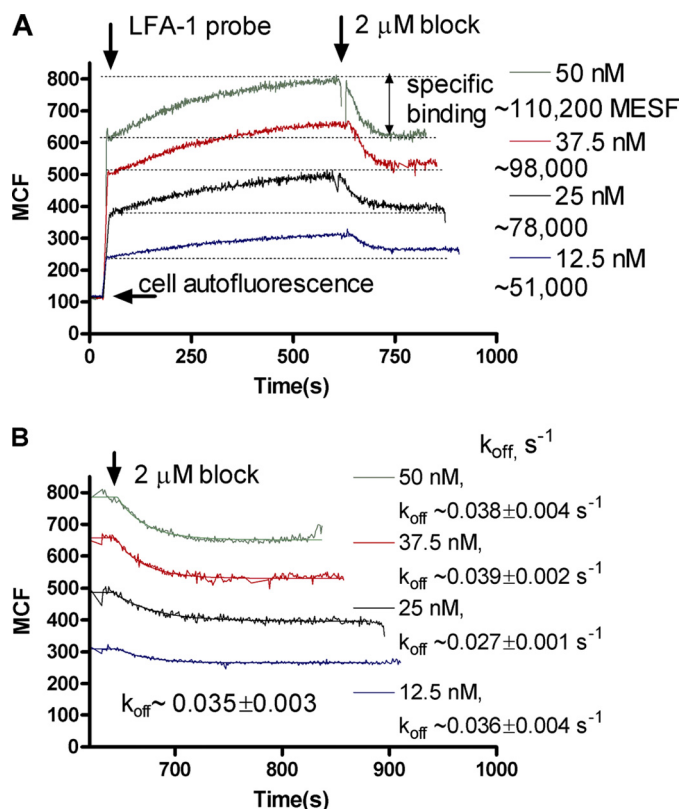 A
LFA-1 probe
2 μM block
800
700
600
500
400
300
200
100
0
MCF
specific
binding
cell autofluorescence
0
250
500
750
1000
Time(s)
50 nM
~110,200 MESF
37.5 nM
~98,000
25 nM
~78,000
12.5 nM
~51,000
B
2 μM block
koff, s-1
800
700
600
500
400
300
200
100
0
MCF
50 nM,
koff ~0.038±0.004 s-1
37.5 nM,
koff ~0.039±0.002 s-1
25 nM,
koff ~0.027±0.001 s-1
12.5 nM,
koff ~0.036±0.004 s-1
koff~ 0.035±0.003
700
800
900
1000
Time(s)